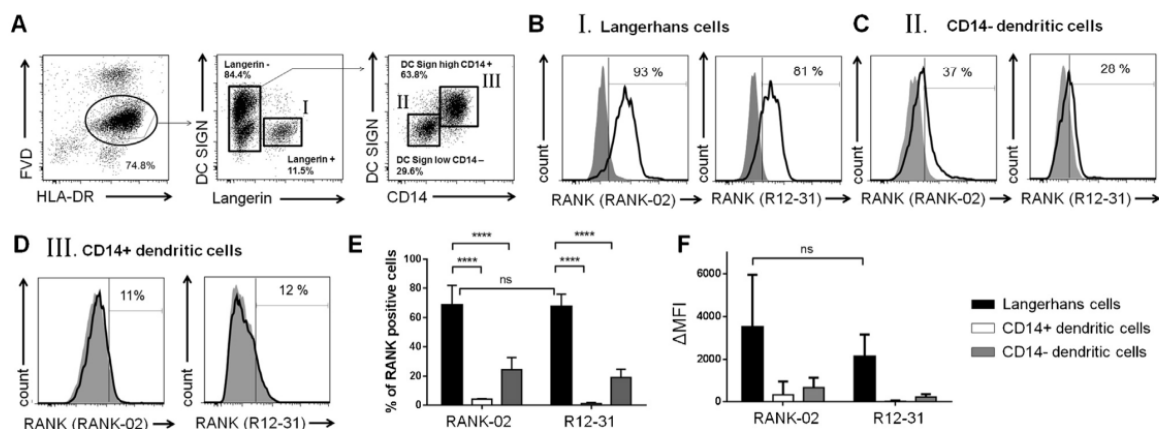 A
FVD
74.8%
HLA-DR
DC SIGN
Langerin -
84.4%
I
Langerin +
11.5%
Langerin
DC SIGN
DC Sign high CD14 +
63.8%
III
II
DC Sign low CD14 –
29.6%
CD14
B I. Langerhans cells
count
93 %
RANK (RANK-02)
count
81 %
RANK (R12-31)
C II. CD14- dendritic cells
count
37 %
RANK (RANK-02)
count
28 %
RANK (R12-31)
D III. CD14+ dendritic cells
count
11%
RANK (RANK-02)
count
12 %
RANK (R12-31)
E
% of RANK positive cells
100
80
60
40
20
0
****
****
ns
****
****
RANK-02
R12-31
F
ΔMFI
6000
4000
2000
0
ns
RANK-02
R12-31
Langerhans cells
CD14+ dendritic cells
CD14- dendritic cells